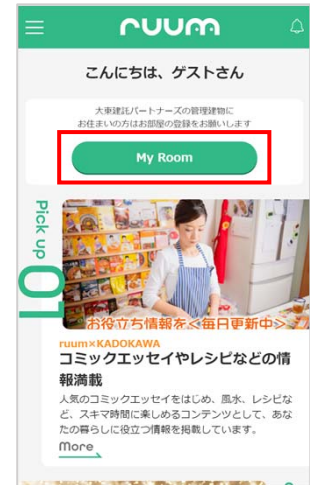 ruum
こんにちは、ゲストさん
大東建託パートナーズの管理建物に
お住まいの方はお部屋の登録をお願いします
My Room
Pick up 01
お役立ち情報を<毎日更新中>
ruum×KADOKAWA
コミックエッセイやレシピなどの情
報満載
人気のコミックエッセイをはじめ、風水、レシピな
ど、スキマ時間に楽しめるコンテンツとして、あな
たの暮らしに役立つ情報を掲載しています。
More